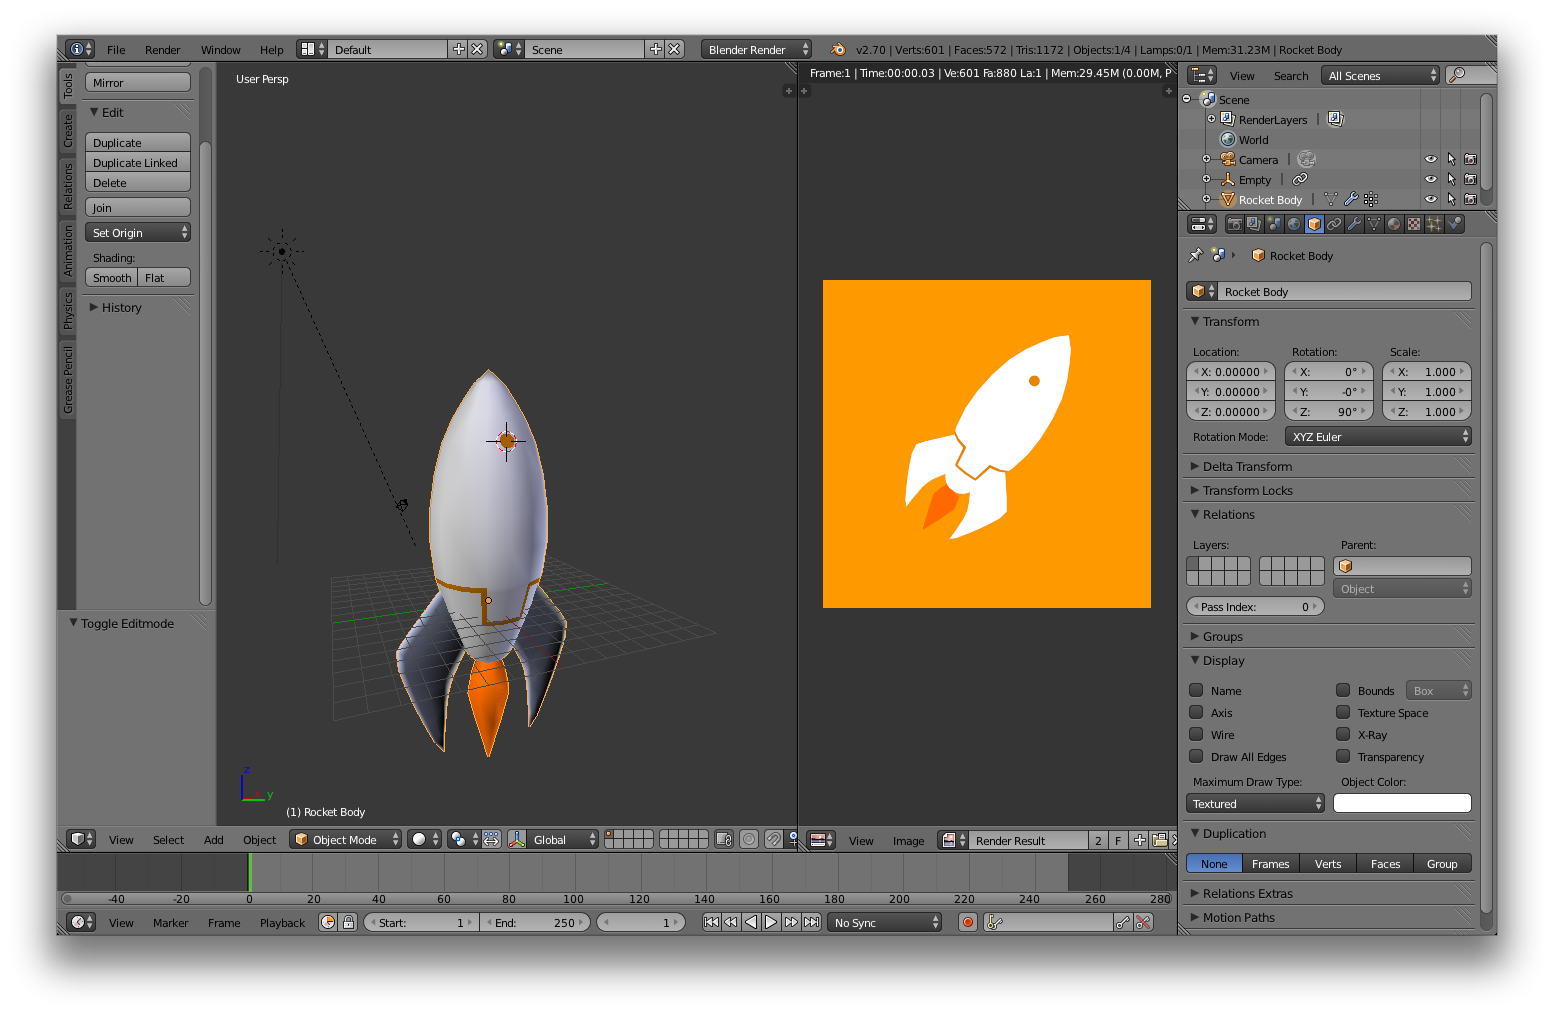 File Render Window Help Default Scene Blender Render v2.70 | Verts:601 | Faces:572 | Tris:1172 | Objects:1/4 | Lamps:0/1 | Mem:31.23M | Rocket Body
Tools
Create
Relations
Animation
Physics
Grease Pencil
Mirror
Edit
Duplicate
Duplicate Linked
Delete
Join
Set Origin
Shading:
Smooth Flat
History
Toggle Editmode
User Persp
z
y
(1) Rocket Body
View Select Add Object Object Mode Global
Frame:1 | Time:00:00.03 | Ve:601 Fa:880 La:1 | Mem:29.45M (0.00M, P
View Image Render Result 2 F
View Search All Scenes
Scene
RenderLayers |
World
Camera |
Empty |
Rocket Body |
Rocket Body
Rocket Body
Transform
Location: Rotation: Scale:
X: 0.00000 X: 0° X: 1.000
Y: 0.00000 Y: -0° Y: 1.000
Z: 0.00000 Z: 90° Z: 1.000
Rotation Mode: XYZ Euler
Delta Transform
Transform Locks
Relations
Layers: Parent:
Object
Pass Index: 0
Groups
Display
Name Bounds Box
Axis Texture Space
Wire X-Ray
Draw All Edges Transparency
Maximum Draw Type: Object Color:
Textured
Duplication
None Frames Verts Faces Group
Relations Extras
Motion Paths
-40 -20 0 20 40 60 80 100 120 140 160 180 200 220 240 260 280
View Marker Frame Playback Start: 1 End: 250 1 No Sync